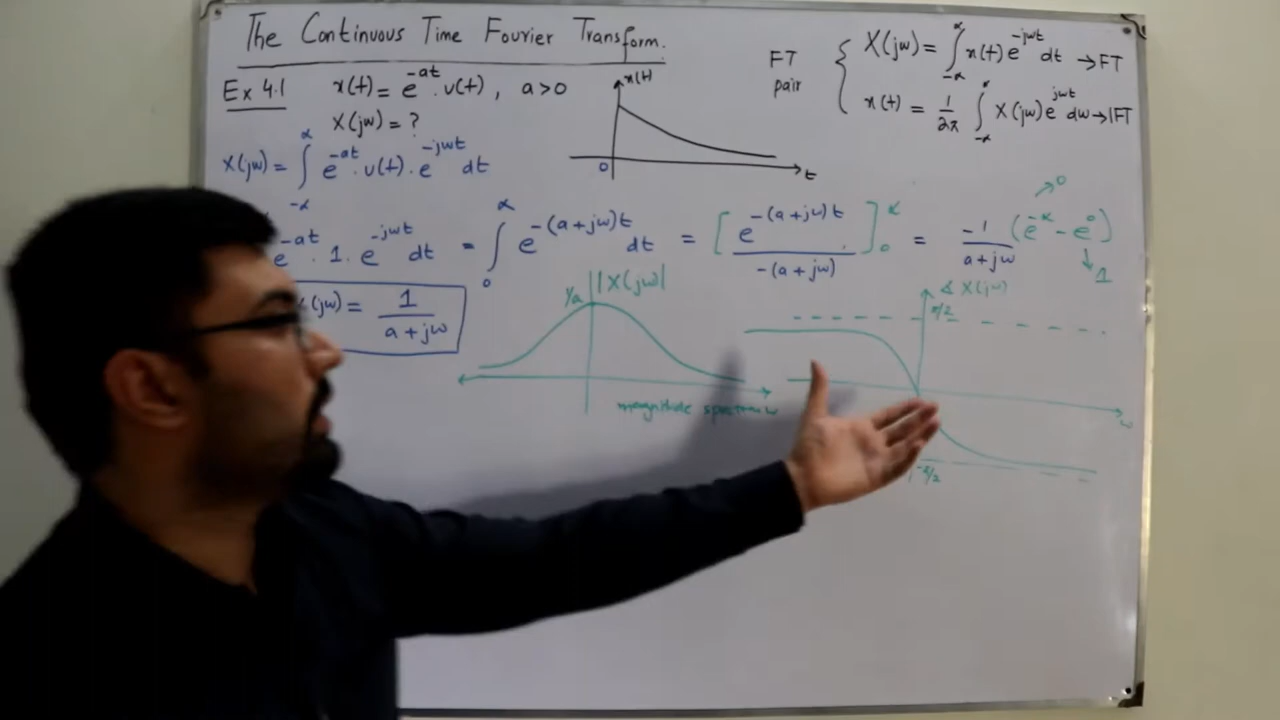 The Continuous Time Fourier Transform.
FT pair { X(jω) = ∫_{-∝}^{∝} x(t) e^{-jωt} dt → FT
x(t) = 1/2π ∫_{-∝}^{∝} X(jω) e^{jωt} dω → IFT
Ex 4.1 x(t) = e^{-at} . u(t) , a>0
X(jω) = ?
x(t)
0
t
X(jω) = ∫_{-∝}^{∝} e^{-at} . u(t) . e^{-jωt} dt
e^{-at} . 1 . e^{-jωt} dt = ∫_{0}^{∝} e^{-(a+jω)t} dt = [ e^{-(a+jω)t} / -(a+jω) ]_{0}^{∝} = -1/(a+jω) (e^{-∝} - e^{0})
→ 0
↓ 1
(jω) = 1/(a+jω)
|X(jω)|
1/a
magnitude spectrum ω
∡ X(jω)
π/2
ω
-π/2